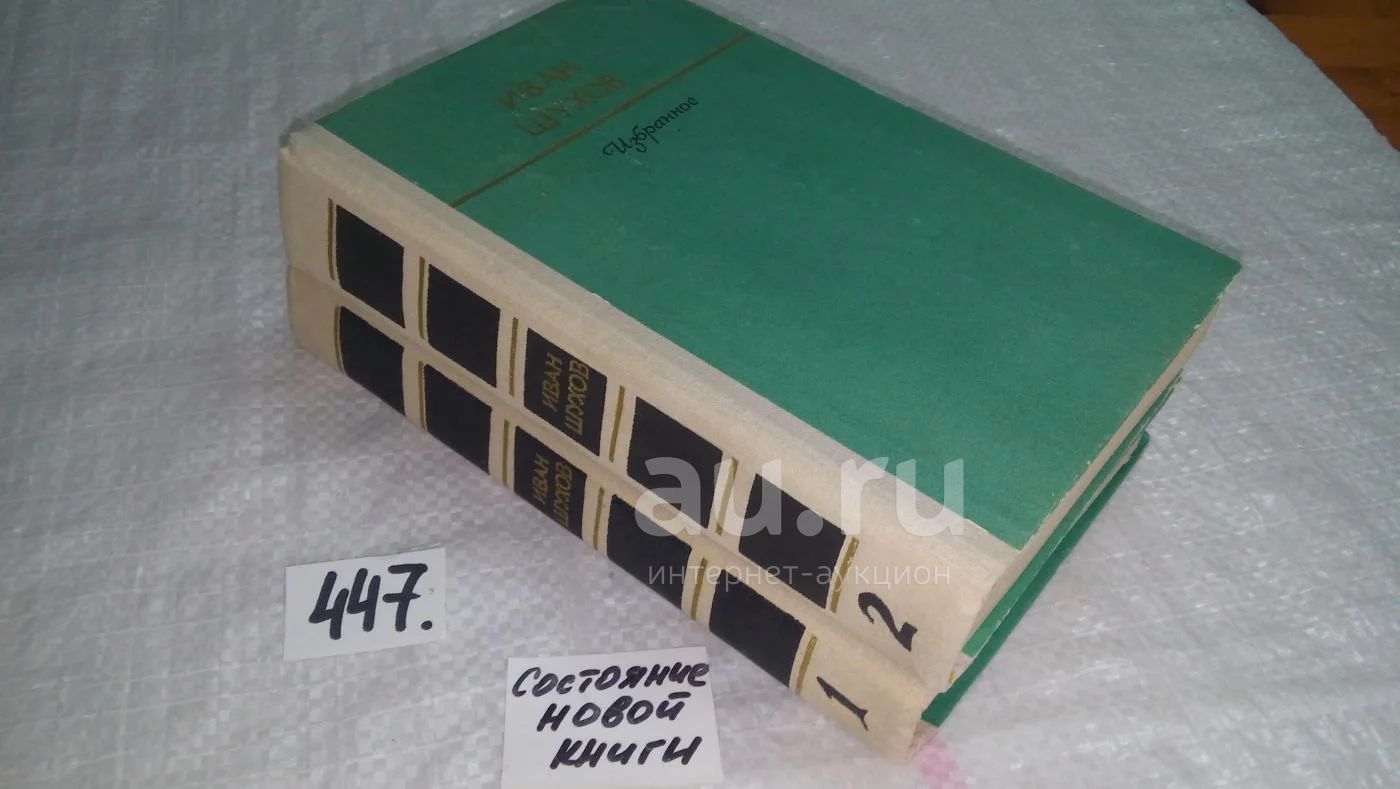 ИВАН
ШУХОВ
Избранное
ИВАН
ШУХОВ
2
ИВАН
ШУХОВ
1
au.ru
интернет-аукцион
447.
Состояние
новой
книги